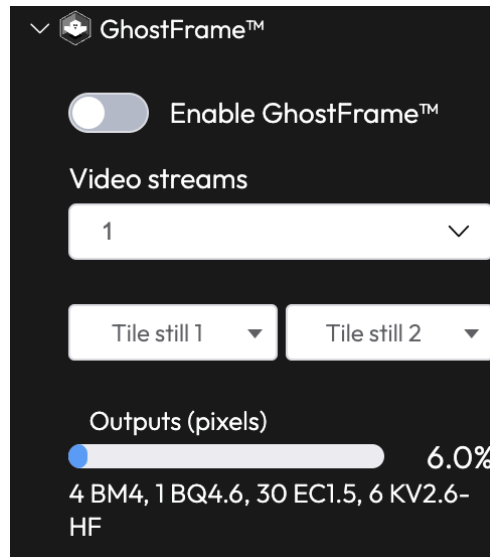 GhostFrame™
Enable GhostFrame™
Video streams
1
Tile still 1
Tile still 2
Outputs (pixels)
6.0%
4 BM4, 1 BQ4.6, 30 EC1.5, 6 KV2.6-
HF